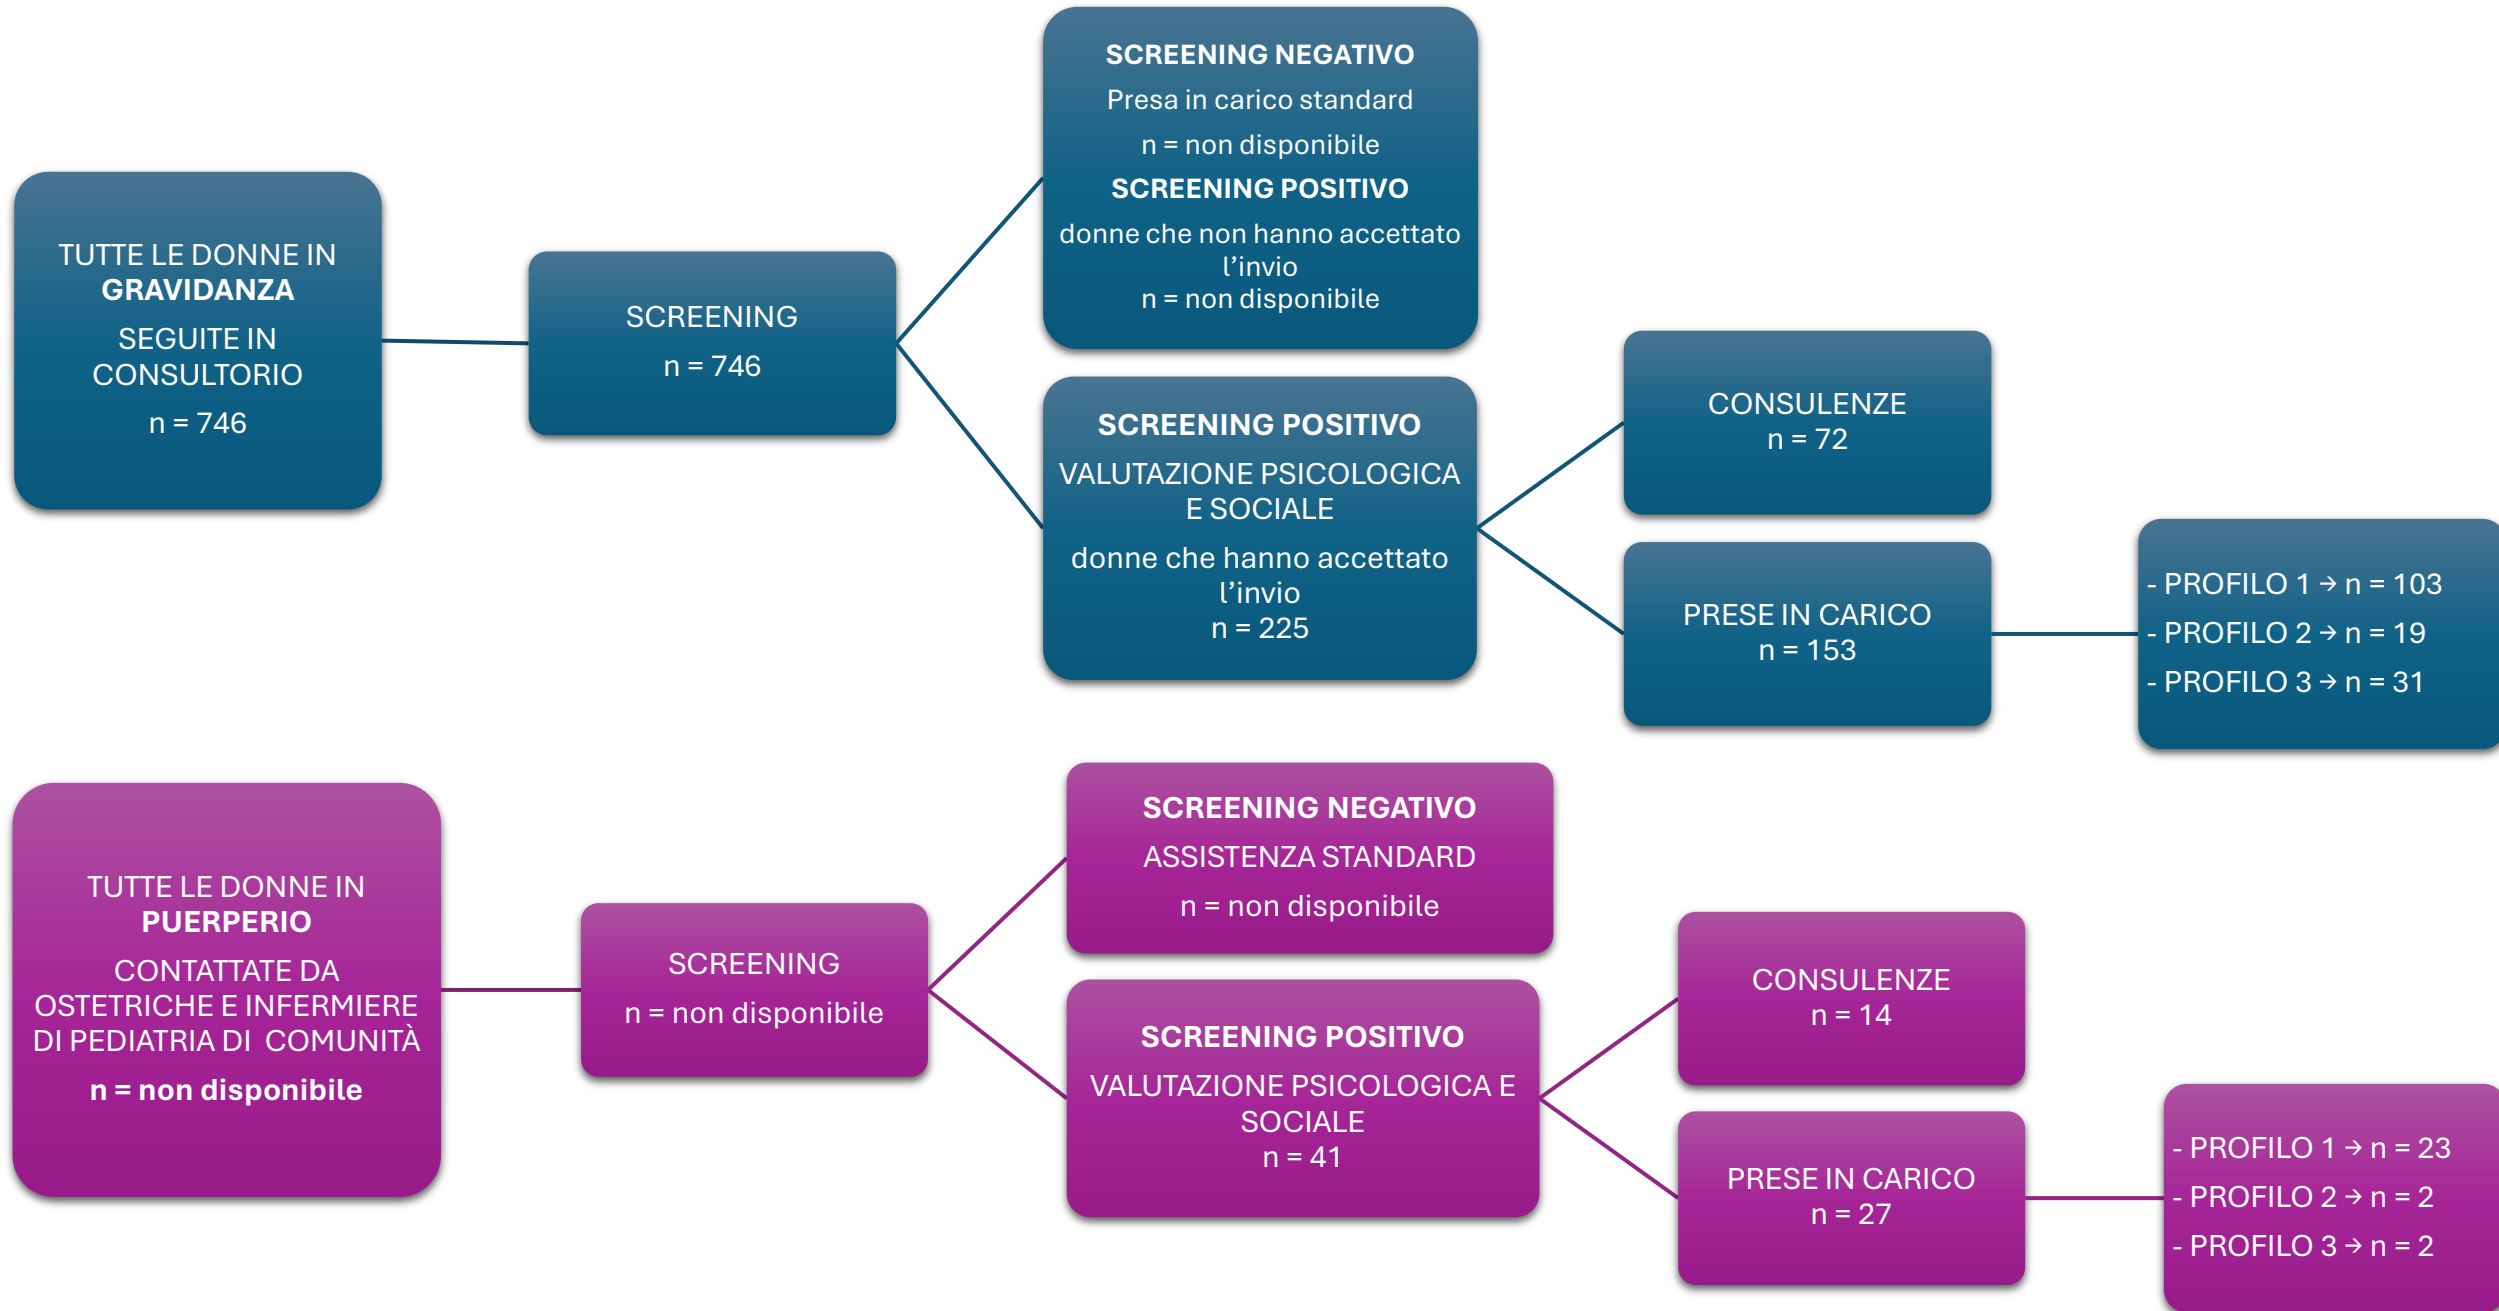 TUTTE LE DONNE IN
GRAVIDANZA
SEGUITE IN
CONSULTORIO
n = 746
SCREENING
n = 746
SCREENING NEGATIVO
Presa in carico standard
n = non disponibile
SCREENING POSITIVO
donne che non hanno accettato
l’invio
n = non disponibile
SCREENING POSITIVO
VALUTAZIONE PSICOLOGICA
E SOCIALE
donne che hanno accettato
l’invio
n = 225
CONSULENZE
n = 72
PRESE IN CARICO
n = 153
- PROFILO 1 → n = 103
- PROFILO 2 → n = 19
- PROFILO 3 → n = 31
TUTTE LE DONNE IN
PUERPERIO
CONTATTATE DA
OSTETRICHE E INFERMIERE
DI PEDIATRIA DI COMUNITÀ
n = non disponibile
SCREENING
n = non disponibile
SCREENING NEGATIVO
ASSISTENZA STANDARD
n = non disponibile
SCREENING POSITIVO
VALUTAZIONE PSICOLOGICA E
SOCIALE
n = 41
CONSULENZE
n = 14
PRESE IN CARICO
n = 27
- PROFILO 1 → n = 23
- PROFILO 2 → n = 2
- PROFILO 3 → n = 2